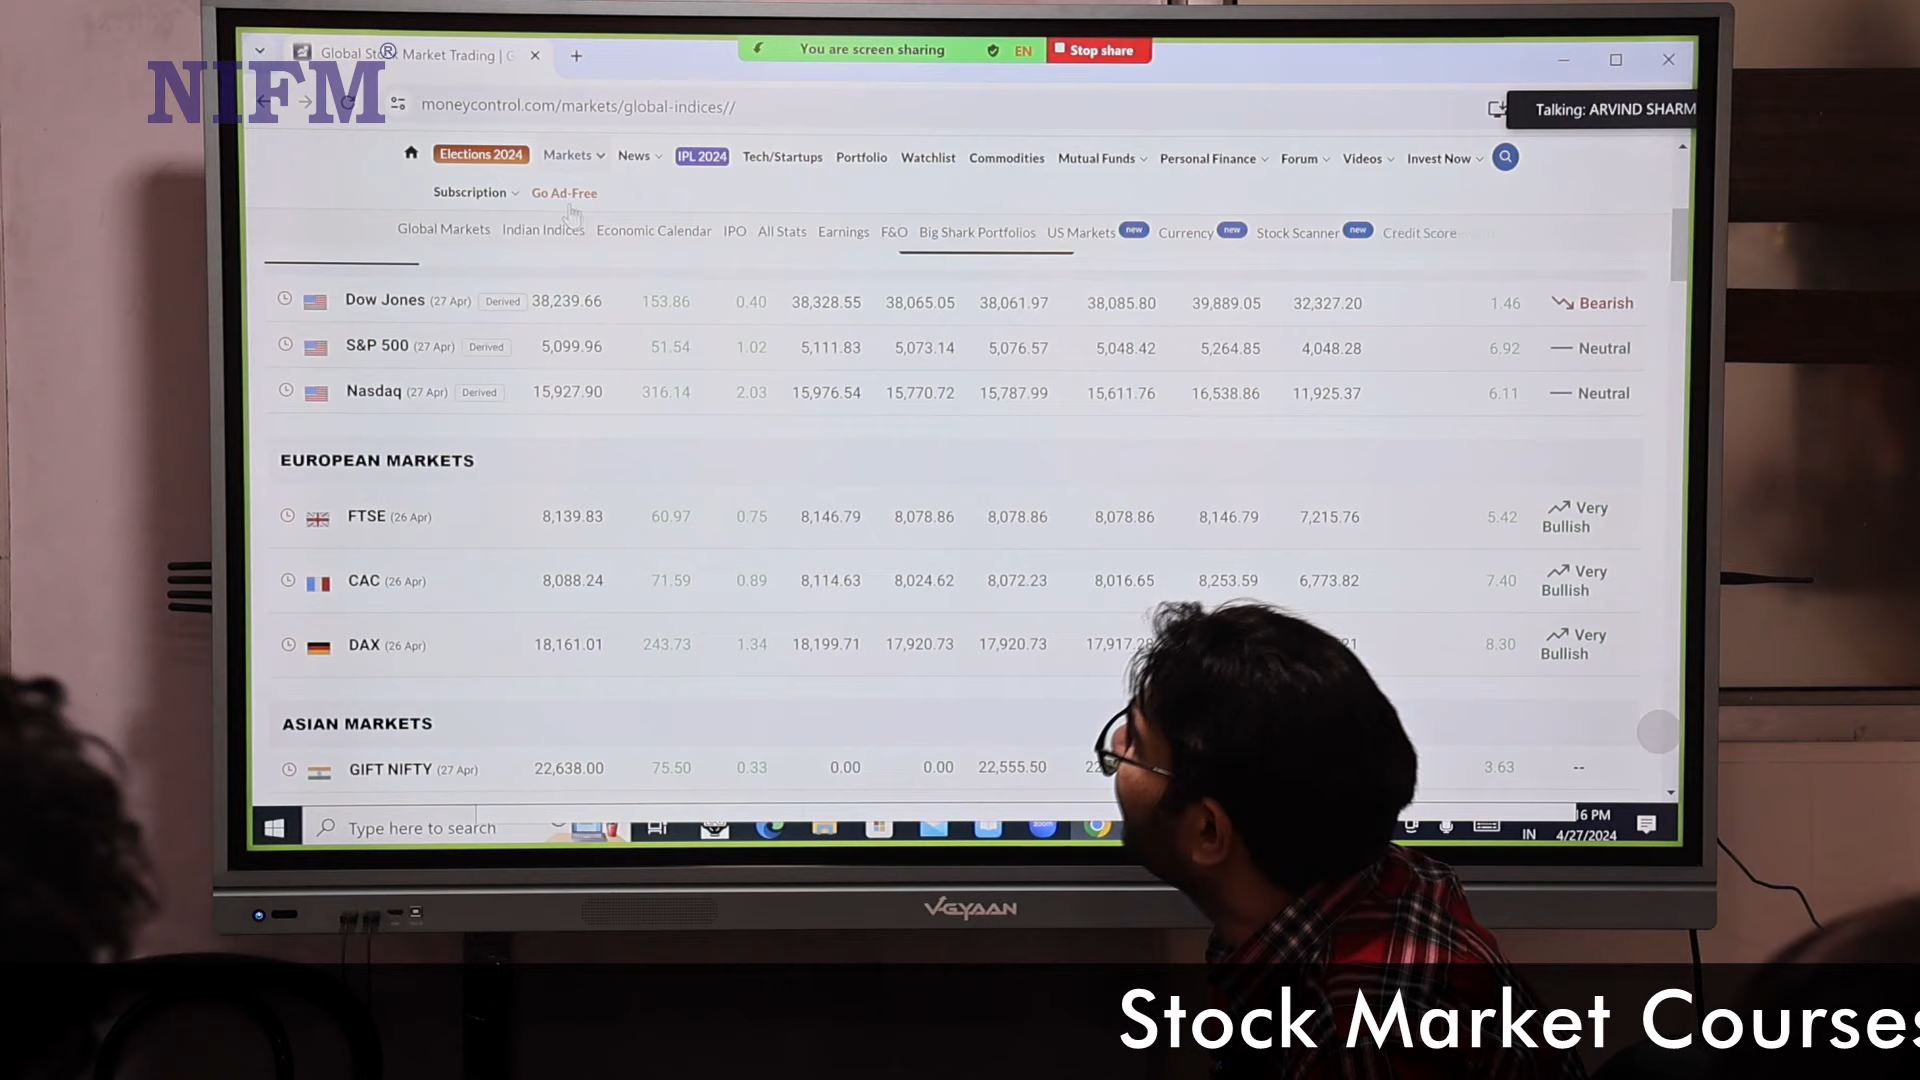 Global St Market Trading | G
You are screen sharing EN Stop share
NIFM®
moneycontrol.com/markets/global-indices//
Talking: ARVIND SHARM
Elections 2024 Markets News IPL 2024 Tech/Startups Portfolio Watchlist Commodities Mutual Funds Personal Finance Forum Videos Invest Now
Subscription Go Ad-Free
Global Markets Indian Indices Economic Calendar IPO All Stats Earnings F&O Big Shark Portfolios US Markets new Currency new Stock Scanner new Credit Score
Dow Jones (27 Apr) Derived 38,239.66 153.86 0.40 38,328.55 38,065.05 38,061.97 38,085.80 39,889.05 32,327.20 1.46 Bearish
S&P 500 (27 Apr) Derived 5,099.96 51.54 1.02 5,111.83 5,073.14 5,076.57 5,048.42 5,264.85 4,048.28 6.92 Neutral
Nasdaq (27 Apr) Derived 15,927.90 316.14 2.03 15,976.54 15,770.72 15,787.99 15,611.76 16,538.86 11,925.37 6.11 Neutral
EUROPEAN MARKETS
FTSE (26 Apr) 8,139.83 60.97 0.75 8,146.79 8,078.86 8,078.86 8,078.86 8,146.79 7,215.76 5.42 Very
Bullish
CAC (26 Apr) 8,088.24 71.59 0.89 8,114.63 8,024.62 8,072.23 8,016.65 8,253.59 6,773.82 7.40 Very
Bullish
DAX (26 Apr) 18,161.01 243.73 1.34 18,199.71 17,920.73 17,920.73 17,917.28 21 8.30 Very
Bullish
ASIAN MARKETS
GIFT NIFTY (27 Apr) 22,638.00 75.50 0.33 0.00 0.00 22,555.50 22 3.63 --
Type here to search
16 PM
IN 4/27/2024
V-GYAAN
Stock Market Courses